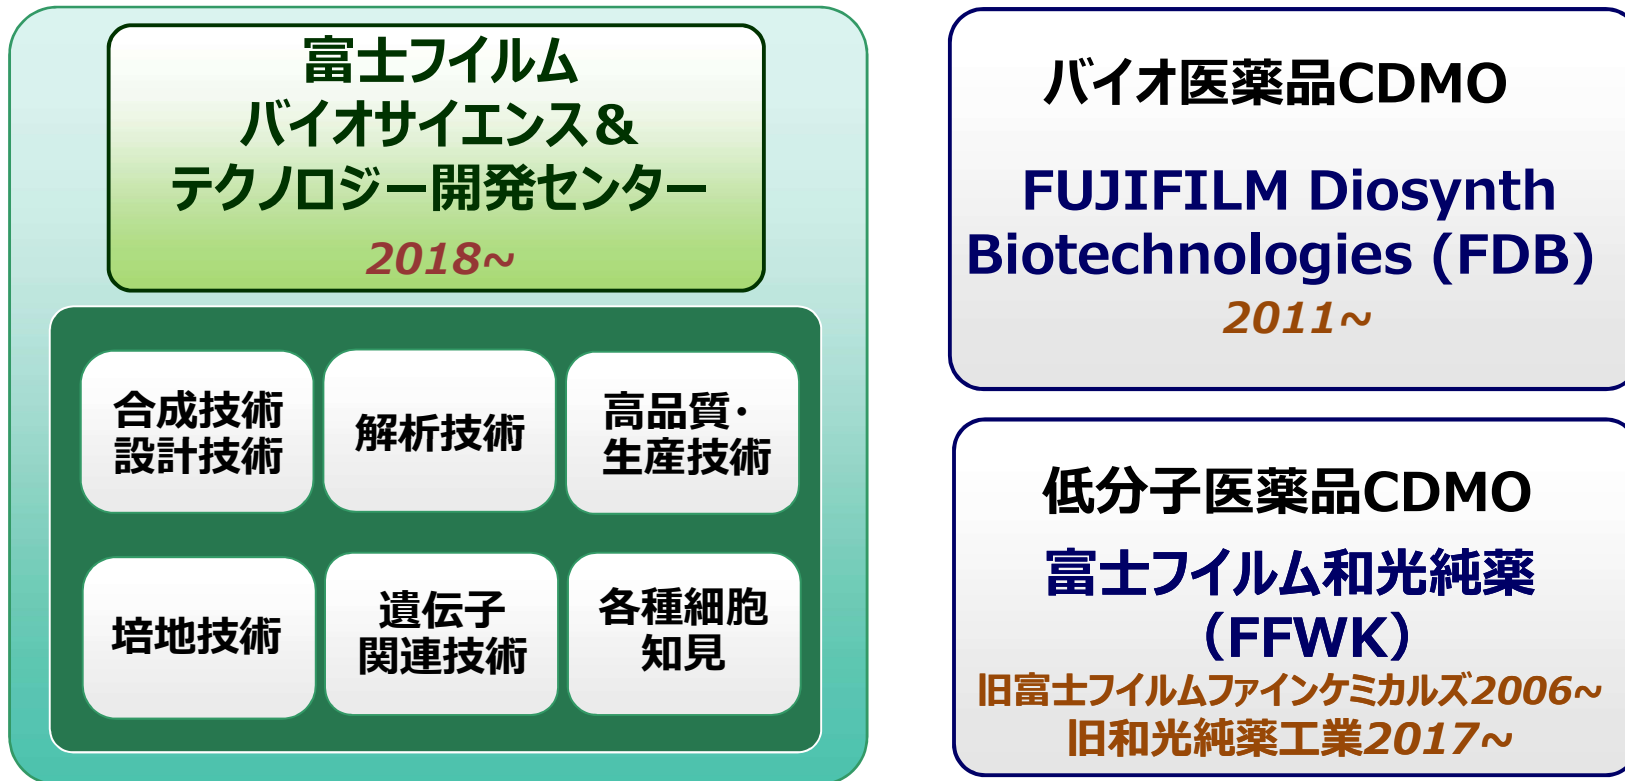 富士フイルム
バイオサイエンス＆
テクノロジー開発センター
2018~
合成技術
設計技術
解析技術
高品質・
生産技術
培地技術
遺伝子
関連技術
各種細胞
知見
バイオ医薬品CDMO
FUJIFILM Diosynth
Biotechnologies (FDB)
2011~
低分子医薬品CDMO
富士フイルム和光純薬
（FFWK）
旧富士フイルムファインケミカルズ2006~
旧和光純薬工業2017~